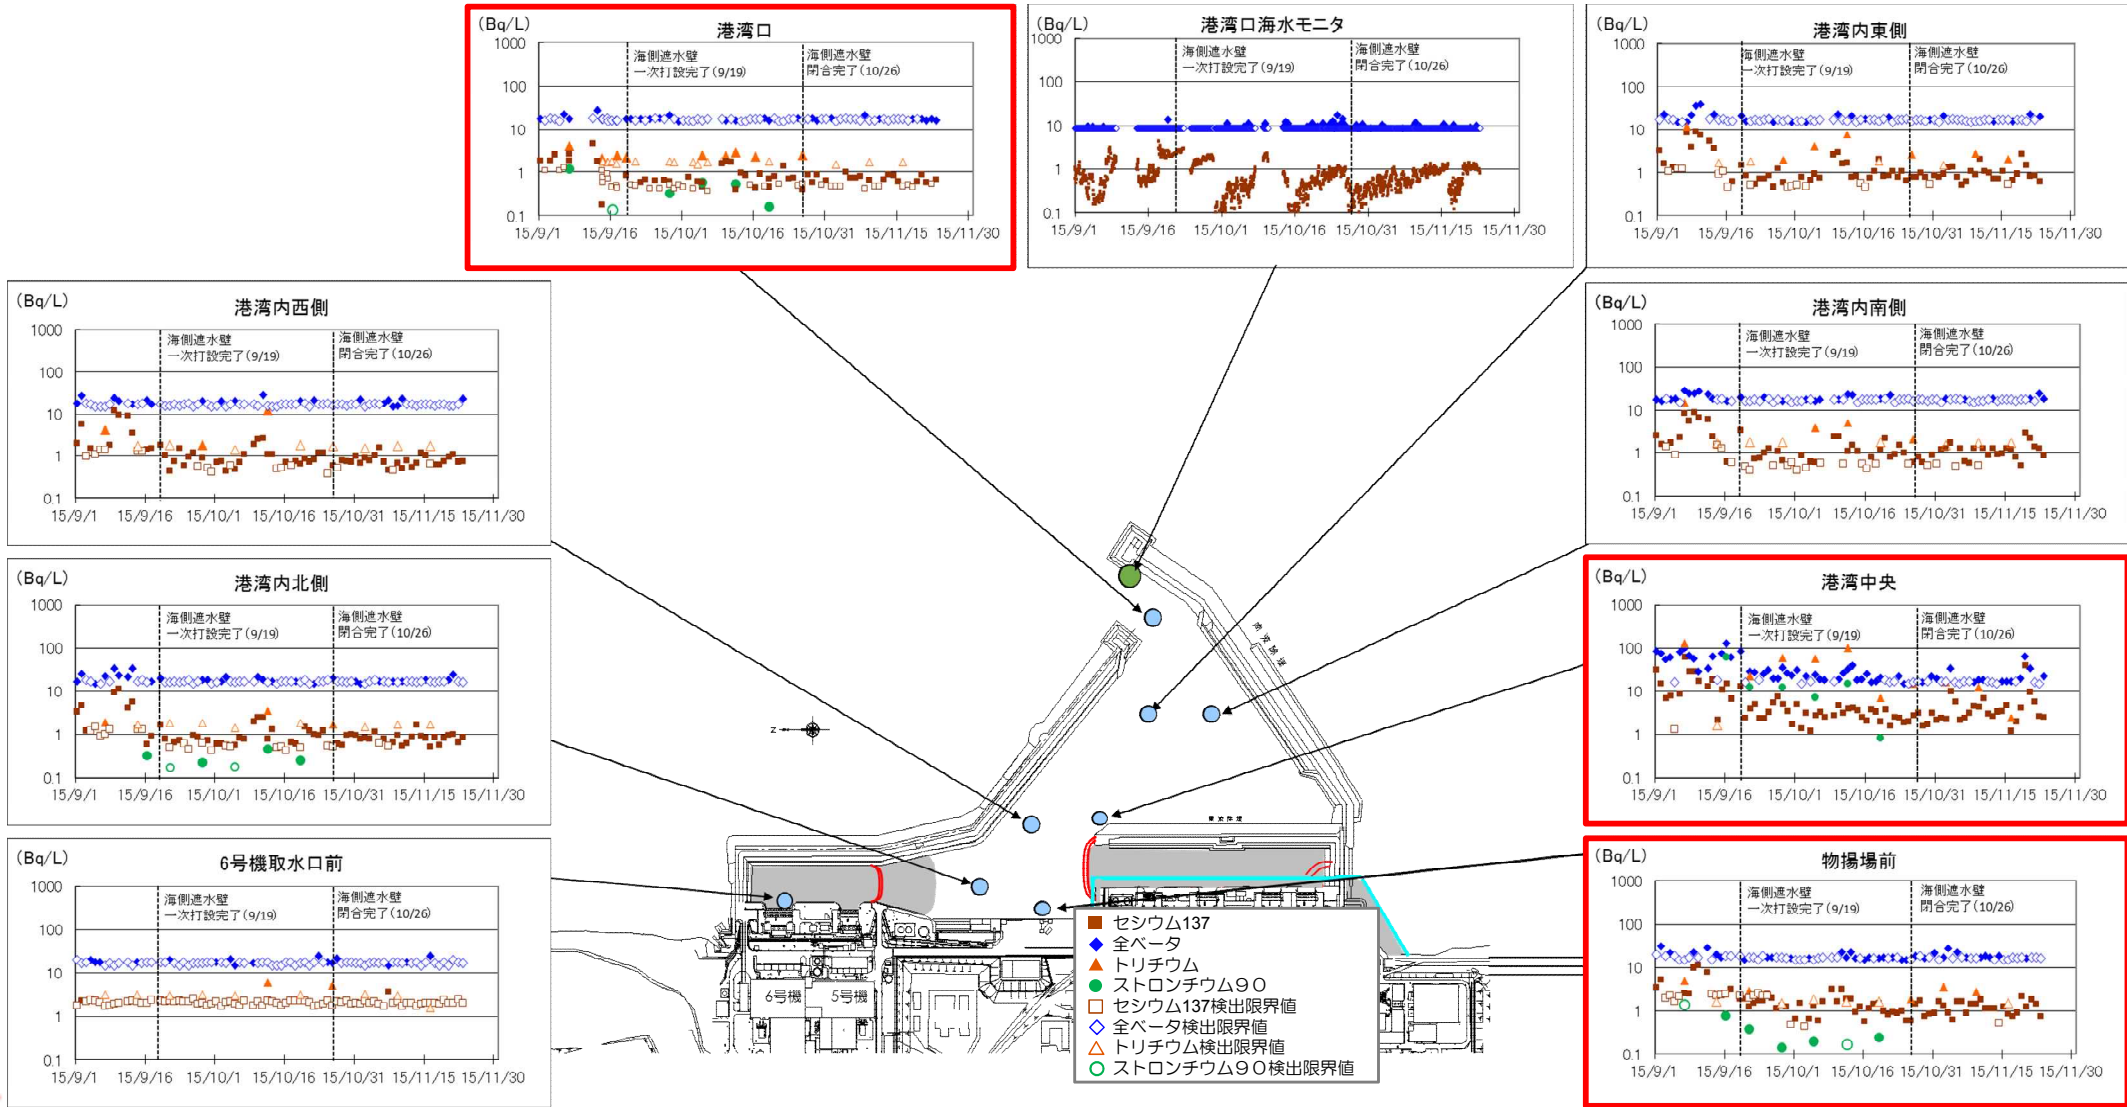 (Bq/L)
港湾口
1000
100
10
1
0.1
海側遮水壁
一次打設完了(9/19)
海側遮水壁
閉合完了(10/26)
15/9/1 15/9/16 15/10/1 15/10/16 15/10/31 15/11/15 15/11/30
(Bq/L)
港湾口海水モニタ
1000
100
10
1
0.1
海側遮水壁
一次打設完了(9/19)
海側遮水壁
閉合完了(10/26)
15/9/1 15/9/16 15/10/1 15/10/16 15/10/31 15/11/15 15/11/30
(Bq/L)
港湾内東側
1000
100
10
1
0.1
海側遮水壁
一次打設完了(9/19)
海側遮水壁
閉合完了(10/26)
15/9/1 15/9/16 15/10/1 15/10/16 15/10/31 15/11/15 15/11/30
(Bq/L)
港湾内西側
1000
100
10
1
0.1
海側遮水壁
一次打設完了(9/19)
海側遮水壁
閉合完了(10/26)
15/9/1 15/9/16 15/10/1 15/10/16 15/10/31 15/11/15 15/11/30
(Bq/L)
港湾内南側
1000
100
10
1
0.1
海側遮水壁
一次打設完了(9/19)
海側遮水壁
閉合完了(10/26)
15/9/1 15/9/16 15/10/1 15/10/16 15/10/31 15/11/15 15/11/30
(Bq/L)
港湾内北側
1000
100
10
1
0.1
海側遮水壁
一次打設完了(9/19)
海側遮水壁
閉合完了(10/26)
15/9/1 15/9/16 15/10/1 15/10/16 15/10/31 15/11/15 15/11/30
(Bq/L)
港湾中央
1000
100
10
1
0.1
海側遮水壁
一次打設完了(9/19)
海側遮水壁
閉合完了(10/26)
15/9/1 15/9/16 15/10/1 15/10/16 15/10/31 15/11/15 15/11/30
(Bq/L)
6号機取水口前
1000
100
10
1
0.1
海側遮水壁
一次打設完了(9/19)
海側遮水壁
閉合完了(10/26)
15/9/1 15/9/16 15/10/1 15/10/16 15/10/31 15/11/15 15/11/30
(Bq/L)
物揚場前
1000
100
10
1
0.1
海側遮水壁
一次打設完了(9/19)
海側遮水壁
閉合完了(10/26)
15/9/1 15/9/16 15/10/1 15/10/16 15/10/31 15/11/15 15/11/30
南防波堤
東波除堤
6号機
5号機
セシウム137
全ベータ
トリチウム
ストロンチウム90
セシウム137検出限界値
全ベータ検出限界値
トリチウム検出限界値
ストロンチウム90検出限界値